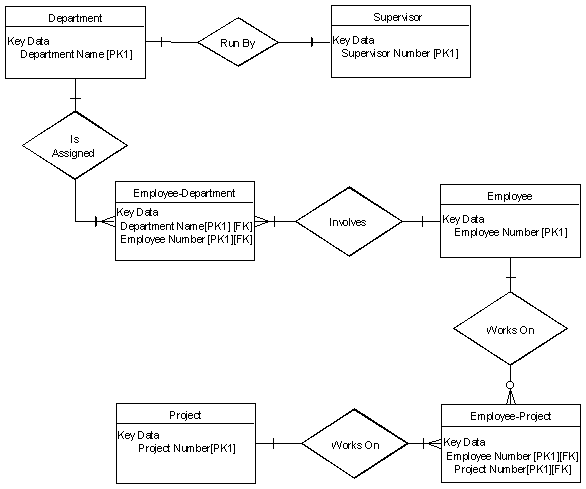 Department
Key Data
Department Name [PK1]
Run By
Supervisor
Key Data
Supervisor Number [PK1]
Is
Assigned
Employee-Department
Key Data
Department Name[PK1] [FK]
Employee Number [PK1][FK]
Involves
Employee
Key Data
Employee Number [PK1]
Works On
Project
Key Data
Project Number[PK1]
Works On
Employee-Project
Key Data
Employee Number [PK1][FK]
Project Number[PK1][FK]